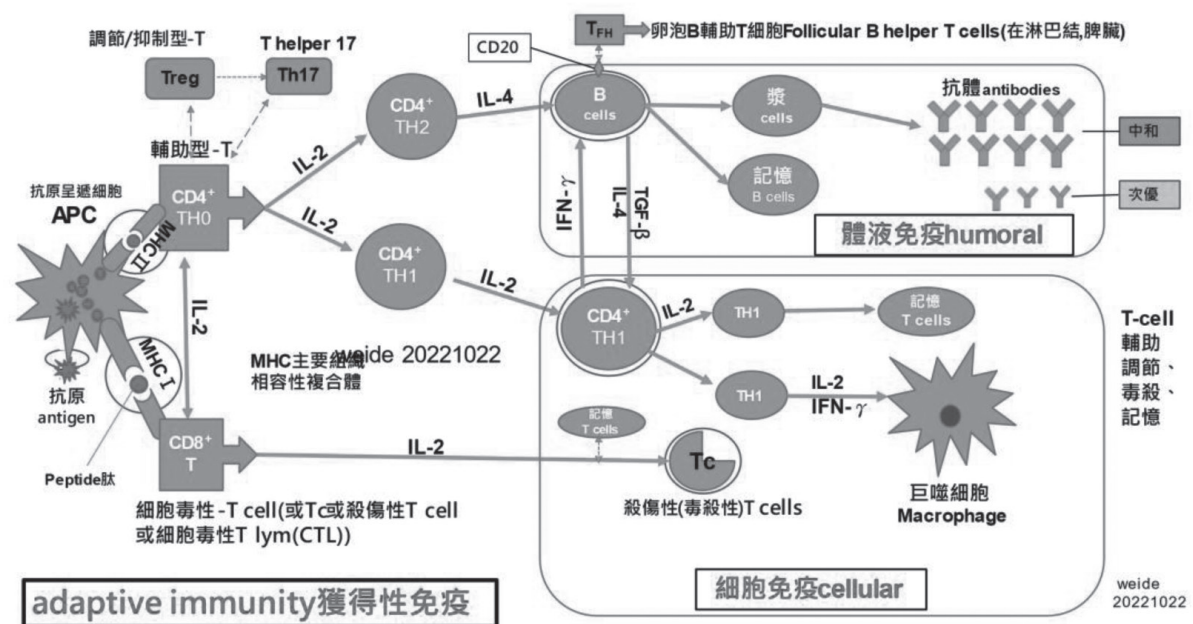 調節/抑制型-T
T helper 17
Treg
Th17
輔助型-T
抗原呈遞細胞
APC
CD4⁺
TH0
MHCⅡ
MHCⅠ
IL-2
抗原
antigen
Peptide肽
CD8⁺
T
細胞毒性-T cell(或Tc或殺傷性T cell
或細胞毒性T lym(CTL))
IL-2
CD4⁺
TH2
IL-4
IL-2
CD4⁺
TH1
IL-2
MHC主要組織
相容性複合體
weide 20221022
IL-2
CD20
TFH
卵泡B輔助T細胞Follicular B helper T cells(在淋巴結,脾臟)
B
cells
漿
cells
記憶
B cells
抗體antibodies
中和
次優
體液免疫humoral
IFN-γ
TGF-β
IL-4
CD4⁺
TH1
IL-2
TH1
記憶
T cells
TH1
IL-2
IFN-γ
巨噬細胞
Macrophage
記憶
T cells
Tc
殺傷性(毒殺性)T cells
細胞免疫cellular
T-cell
輔助
調節、
毒殺、
記憶
adaptive immunity獲得性免疫
weide
20221022